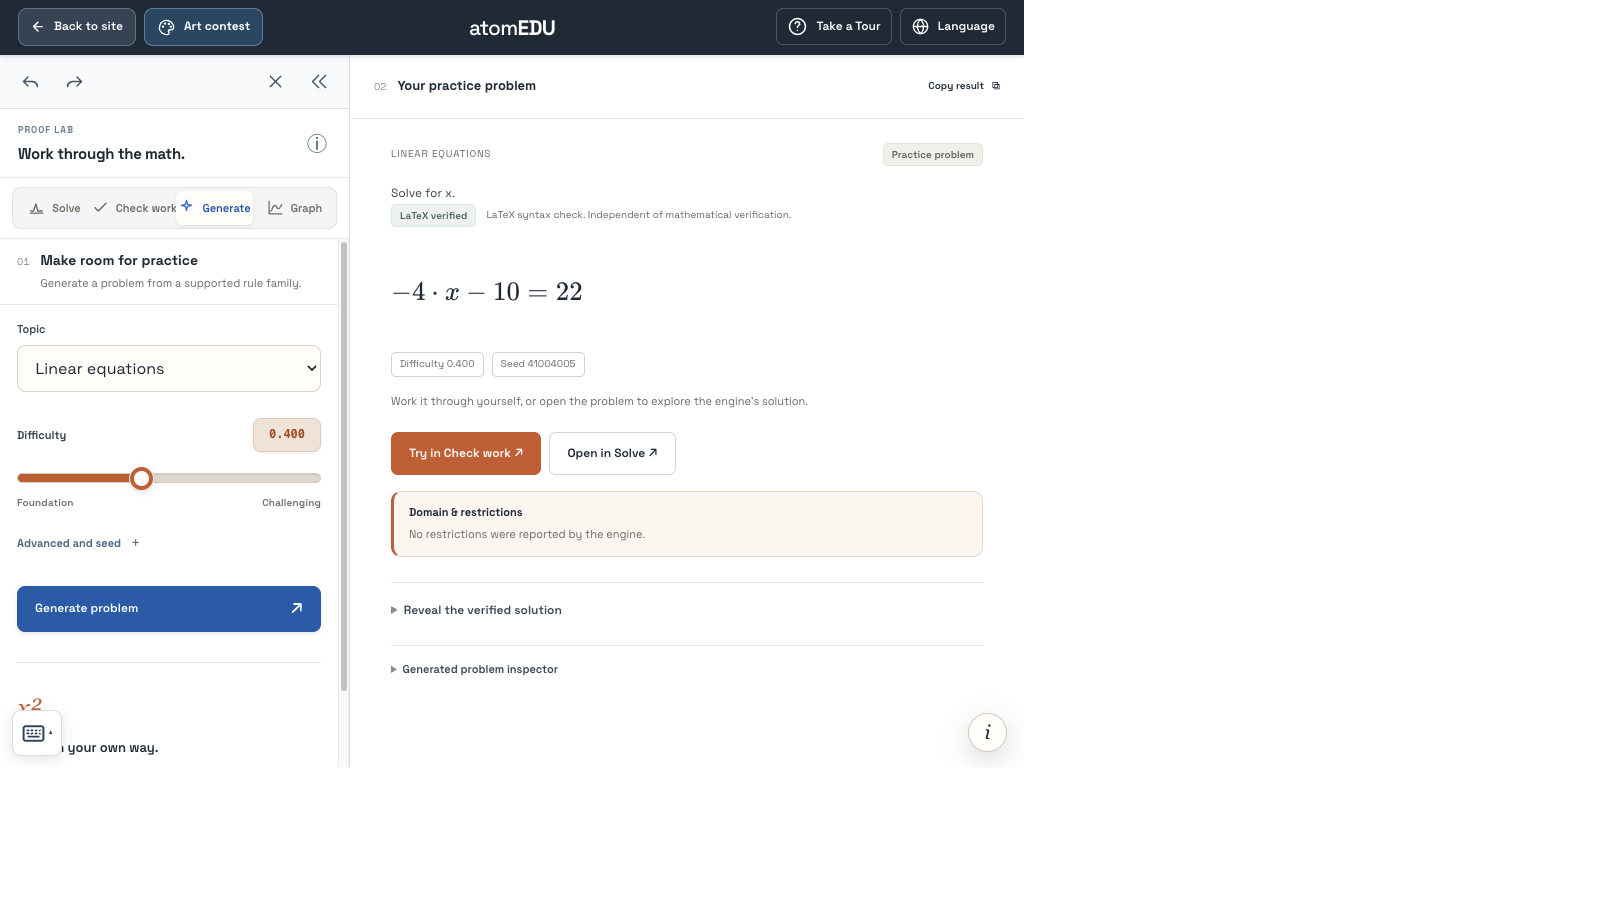 Back to site
Art contest
atomEDU
Take a Tour
Language
PROOF LAB
Work through the math.
Solve
Check work
Generate
Graph
01 Make room for practice
Generate a problem from a supported rule family.
Topic
Linear equations
Difficulty
0.400
Foundation
Challenging
Advanced and seed +
Generate problem
x²
your own way.
02 Your practice problem
Copy result
LINEAR EQUATIONS
Practice problem
Solve for x.
LaTeX verified
LaTeX syntax check. Independent of mathematical verification.
−4 · x − 10 = 22
Difficulty 0.400
Seed 41004005
Work it through yourself, or open the problem to explore the engine's solution.
Try in Check work ↗
Open in Solve ↗
Domain & restrictions
No restrictions were reported by the engine.
Reveal the verified solution
Generated problem inspector
i